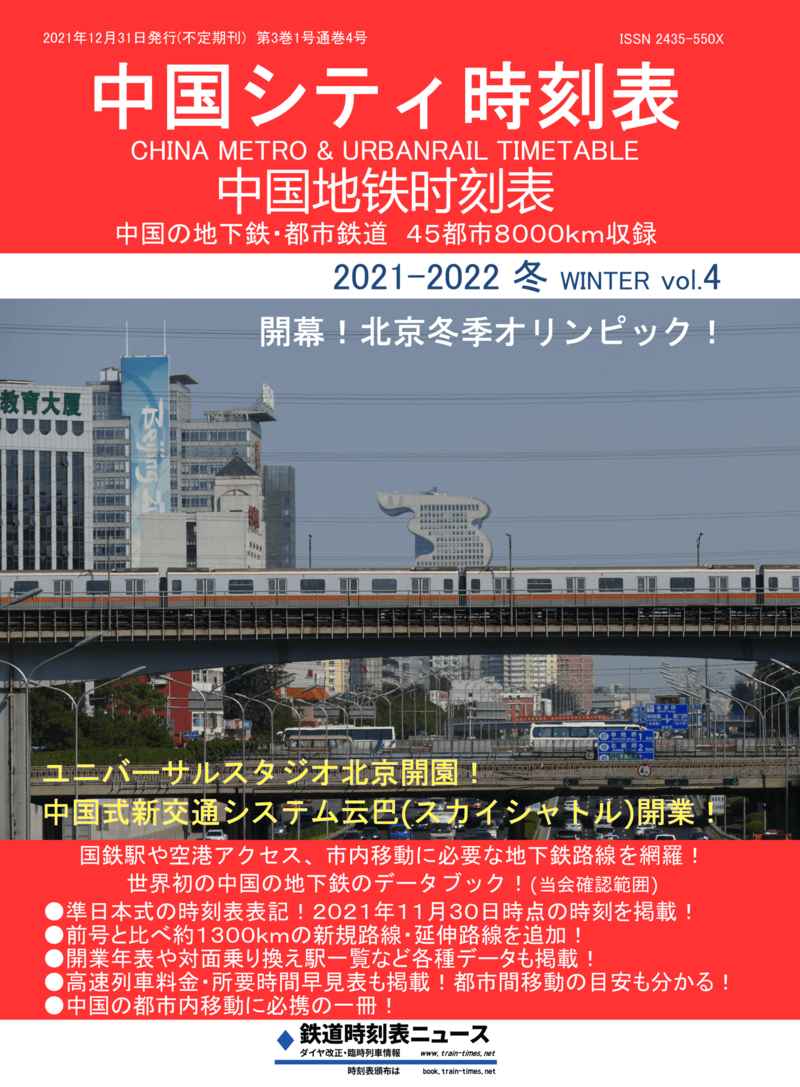 2021年12月31日発行(不定期刊) 第3巻1号通巻4号
ISSN 2435-550X
中国シティ時刻表
CHINA METRO & URBANRAIL TIMETABLE
中国地铁时刻表
中国の地下鉄・都市鉄道 45都市8000km収録
2021-2022 冬 WINTER vol.4
開幕！北京冬季オリンピック！
教育大厦
Beijing
ユニバーサルスタジオ北京開園！
中国式新交通システム云巴(スカイシャトル)開業！
国鉄駅や空港アクセス、市内移動に必要な地下鉄路線を網羅！
世界初の中国の地下鉄のデータブック！(当会確認範囲)
●準日本式の時刻表表記！2021年11月30日時点の時刻を掲載！
●前号と比べ約1300kmの新規路線・延伸路線を追加！
●開業年表や対面乗り換え駅一覧など各種データも掲載！
●高速列車料金・所要時間早見表も掲載！都市間移動の目安も分かる！
●中国の都市内移動に必携の一冊！
鉄道時刻表ニュース
ダイヤ改正・臨時列車情報 www.train-times.net
時刻表頒布は book.train-times.net